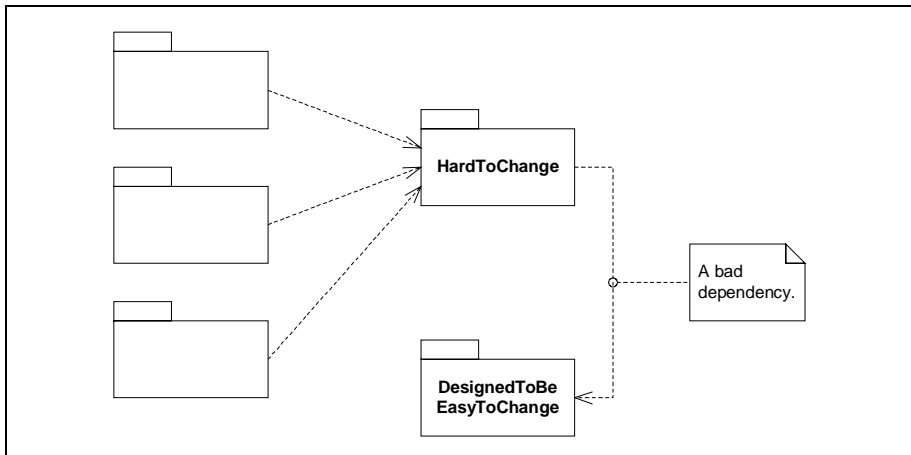 HardToChange
A bad
dependency.
DesignedToBe
EasyToChange